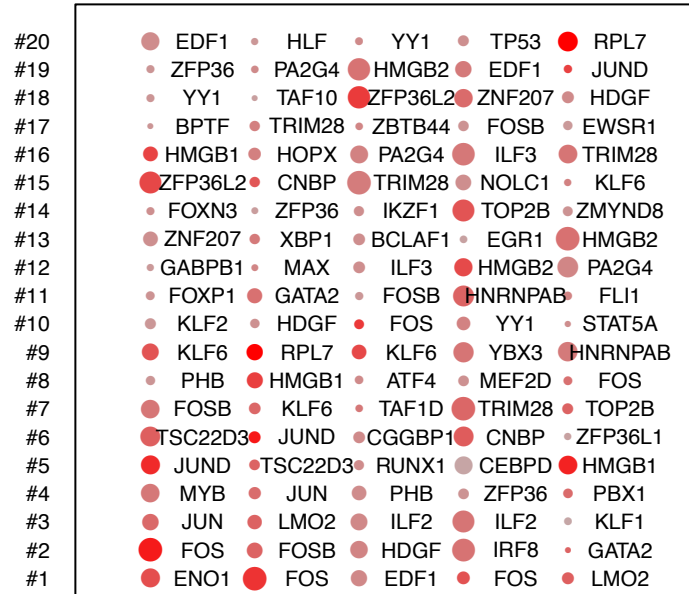 #20 EDF1 HLF YY1 TP53 RPL7
#19 ZFP36 PA2G4 HMGB2 EDF1 JUND
#18 YY1 TAF10 ZFP36L2 ZNF207 HDGF
#17 BPTF TRIM28 ZBTB44 FOSB EWSR1
#16 HMGB1 HOPX PA2G4 ILF3 TRIM28
#15 ZFP36L2 CNBP TRIM28 NOLC1 KLF6
#14 FOXN3 ZFP36 IKZF1 TOP2B ZMYND8
#13 ZNF207 XBP1 BCLAF1 EGR1 HMGB2
#12 GABPB1 MAX ILF3 HMGB2 PA2G4
#11 FOXP1 GATA2 FOSB HNRNPAB FLI1
#10 KLF2 HDGF FOS YY1 STAT5A
#9 KLF6 RPL7 KLF6 YBX3 HNRNPAB
#8 PHB HMGB1 ATF4 MEF2D FOS
#7 FOSB KLF6 TAF1D TRIM28 TOP2B
#6 TSC22D3 JUND CGGBP1 CNBP ZFP36L1
#5 JUND TSC22D3 RUNX1 CEBPD HMGB1
#4 MYB JUN PHB ZFP36 PBX1
#3 JUN LMO2 ILF2 ILF2 KLF1
#2 FOS FOSB HDGF IRF8 GATA2
#1 ENO1 FOS EDF1 FOS LMO2